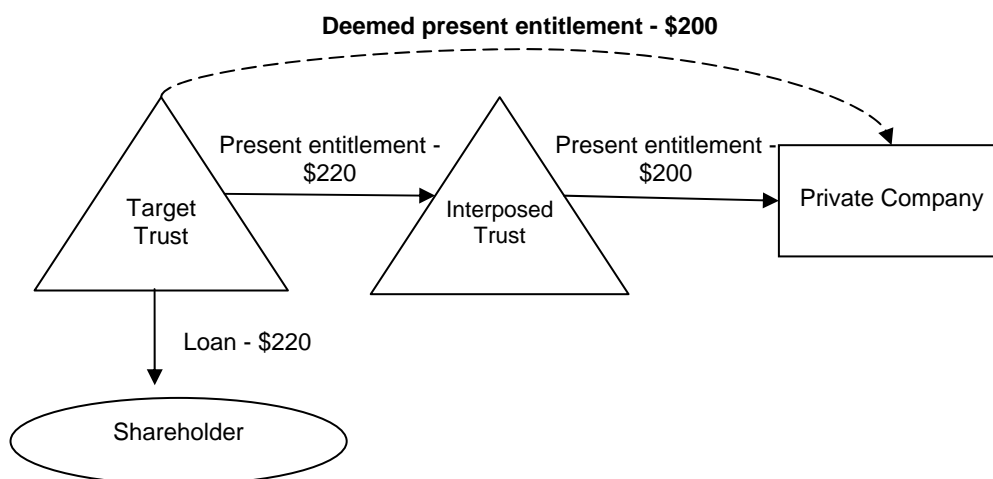 Deemed present entitlement - $200
Present entitlement -
$220
Present entitlement -
$200
Target
Trust
Interposed
Trust
Private Company
Loan - $220
Shareholder